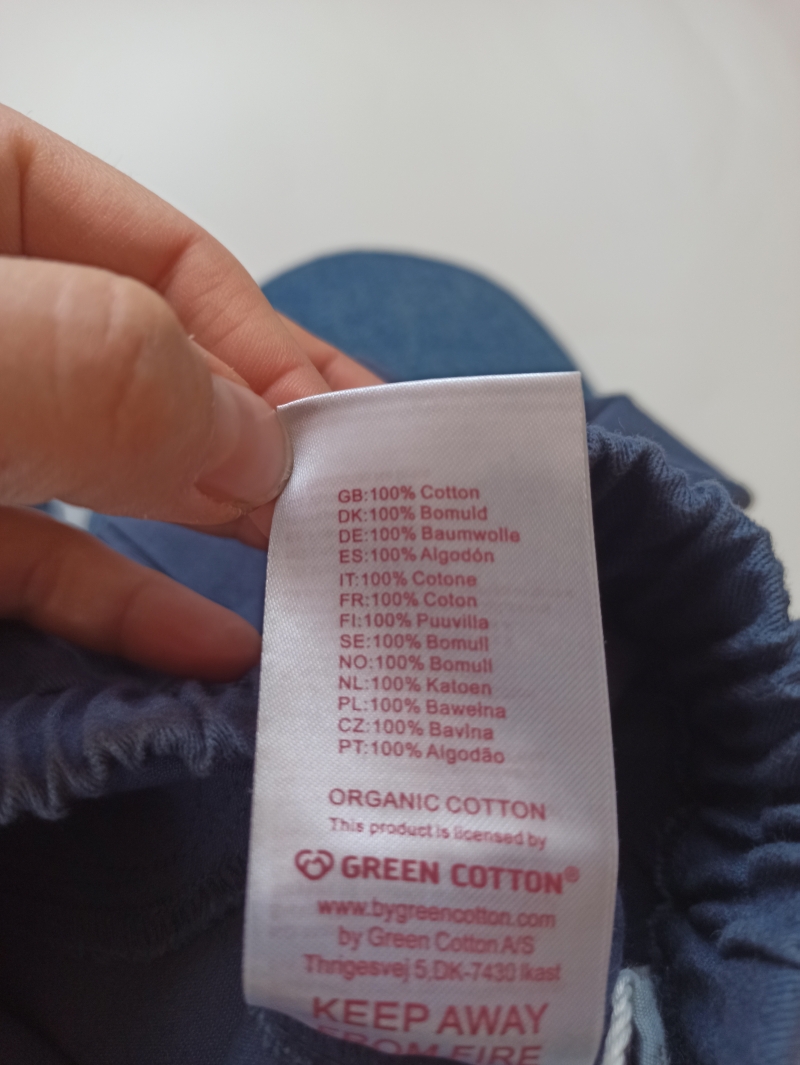 GB:100% Cotton
DK:100% Bomuld
DE:100% Baumwolle
ES:100% Algodón
IT:100% Cotone
FR:100% Coton
FI:100% Puuvilla
SE:100% Bomull
NO:100% Bomull
NL:100% Katoen
PL:100% Bawełna
CZ:100% Bavlna
PT:100% Algodão
ORGANIC COTTON
This product is licensed by
GREEN COTTON®
www.bygreencotton.com
by Green Cotton A/S
Thrigesvej 5.DK-7430 Ikast
KEEP AWAY
FROM FIRE